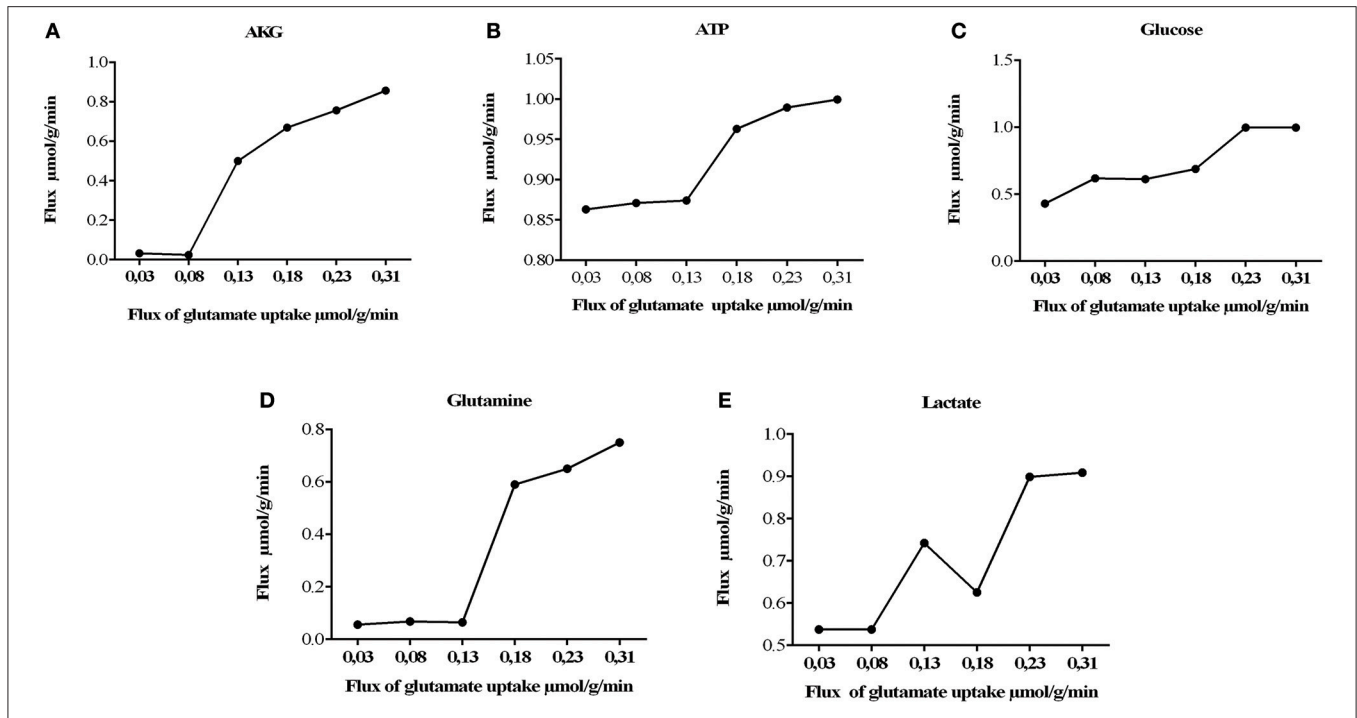 A
AKG
1.0
0.8
0.6
0.4
0.2
0.0
Flux μmol/g/min
0,03 0,08 0,13 0,18 0,23 0,31
Flux of glutamate uptake μmol/g/min
B
ATP
1.05
1.00
0.95
0.90
0.85
0.80
Flux μmol/g/min
0,03 0,08 0,13 0,18 0,23 0,31
Flux of glutamate uptake μmol/g/min
C
Glucose
1.5
1.0
0.5
0.0
Flux μmol/g/min
0,03 0,08 0,13 0,18 0,23 0,31
Flux of glutamate uptake μmol/g/min
D
Glutamine
0.8
0.6
0.4
0.2
0.0
Flux μmol/g/min
0,03 0,08 0,13 0,18 0,23 0,31
Flux of glutamate uptake μmol/g/min
E
Lactate
1.0
0.9
0.8
0.7
0.6
0.5
Flux μmol/g/min
0,03 0,08 0,13 0,18 0,23 0,31
Flux of glutamate uptake μmol/g/min